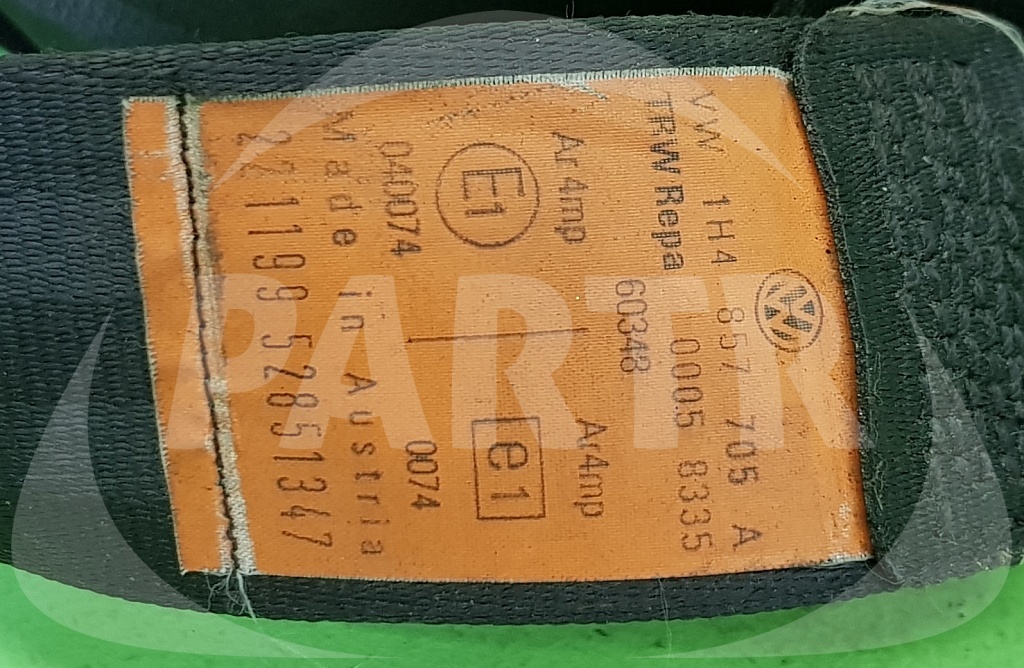 VW 1H4 857 705 A
TRW Repa 0005 8335
60348
Ar4mp Ar4mp
E1 e1
040074 0074
Made in Austria
221199 52851347
PARTR